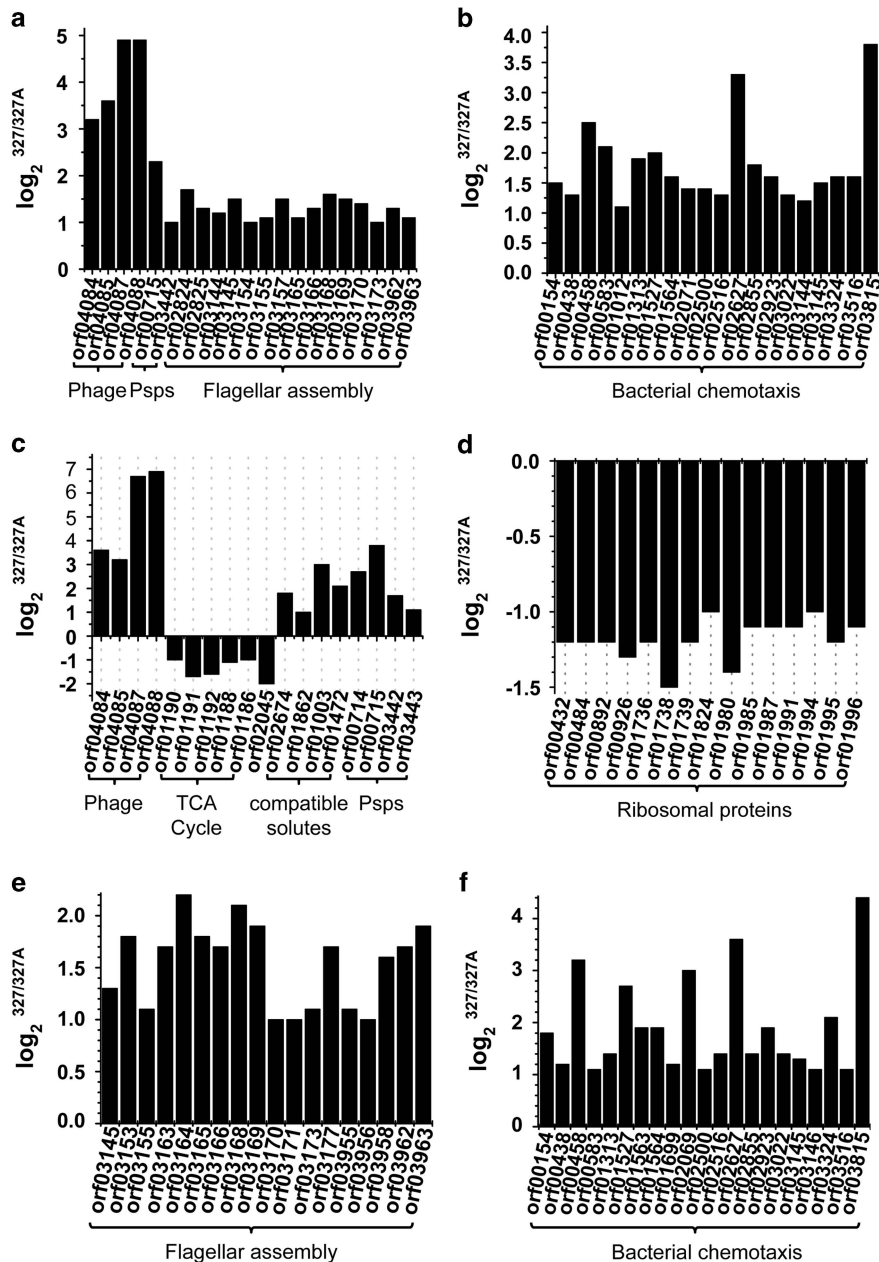 a
log2 327/327A
5
4
3
2
1
0
orf04084
orf04085
orf04087
orf04088
orf00715
orf03442
orf02824
orf02825
orf03144
orf03145
orf03154
orf03155
orf03157
orf03165
orf03166
orf03168
orf03169
orf03170
orf03173
orf03962
orf03963
Phage Psps Flagellar assembly
b
log2 327/327A
4.0
3.5
3.0
2.5
2.0
1.5
1.0
0.5
0.0
orf00154
orf00438
orf00458
orf00583
orf01012
orf01313
orf01527
orf01564
orf02071
orf02500
orf02516
orf02627
orf02855
orf02923
orf03022
orf03144
orf03145
orf03324
orf03516
orf03815
Bacterial chemotaxis
c
log2 327/327A
7
6
5
4
3
2
1
0
-1
-2
orf04084
orf04085
orf04087
orf04088
orf01190
orf01191
orf01192
orf01188
orf01186
orf02045
orf02674
orf01862
orf01003
orf01472
orf00714
orf00715
orf03442
orf03443
Phage TCA compatible Psps
Cycle solutes
d
log2 327/327A
0.0
-0.5
-1.0
-1.5
orf00432
orf00484
orf00892
orf00926
orf01736
orf01738
orf01739
orf01824
orf01980
orf01985
orf01987
orf01991
orf01994
orf01995
orf01996
Ribosomal proteins
e
log2 327/327A
2.0
1.5
1.0
0.5
0.0
orf03145
orf03153
orf03155
orf03163
orf03164
orf03165
orf03166
orf03168
orf03169
orf03170
orf03171
orf03173
orf03177
orf03955
orf03956
orf03958
orf03962
orf03963
Flagellar assembly
f
log2 327/327A
4
3
2
1
0
orf00154
orf00438
orf00458
orf00583
orf01313
orf01527
orf01563
orf01564
orf01699
orf02069
orf02500
orf02516
orf02627
orf02855
orf02923
orf03022
orf03145
orf03146
orf03324
orf03516
orf03815
Bacterial chemotaxis